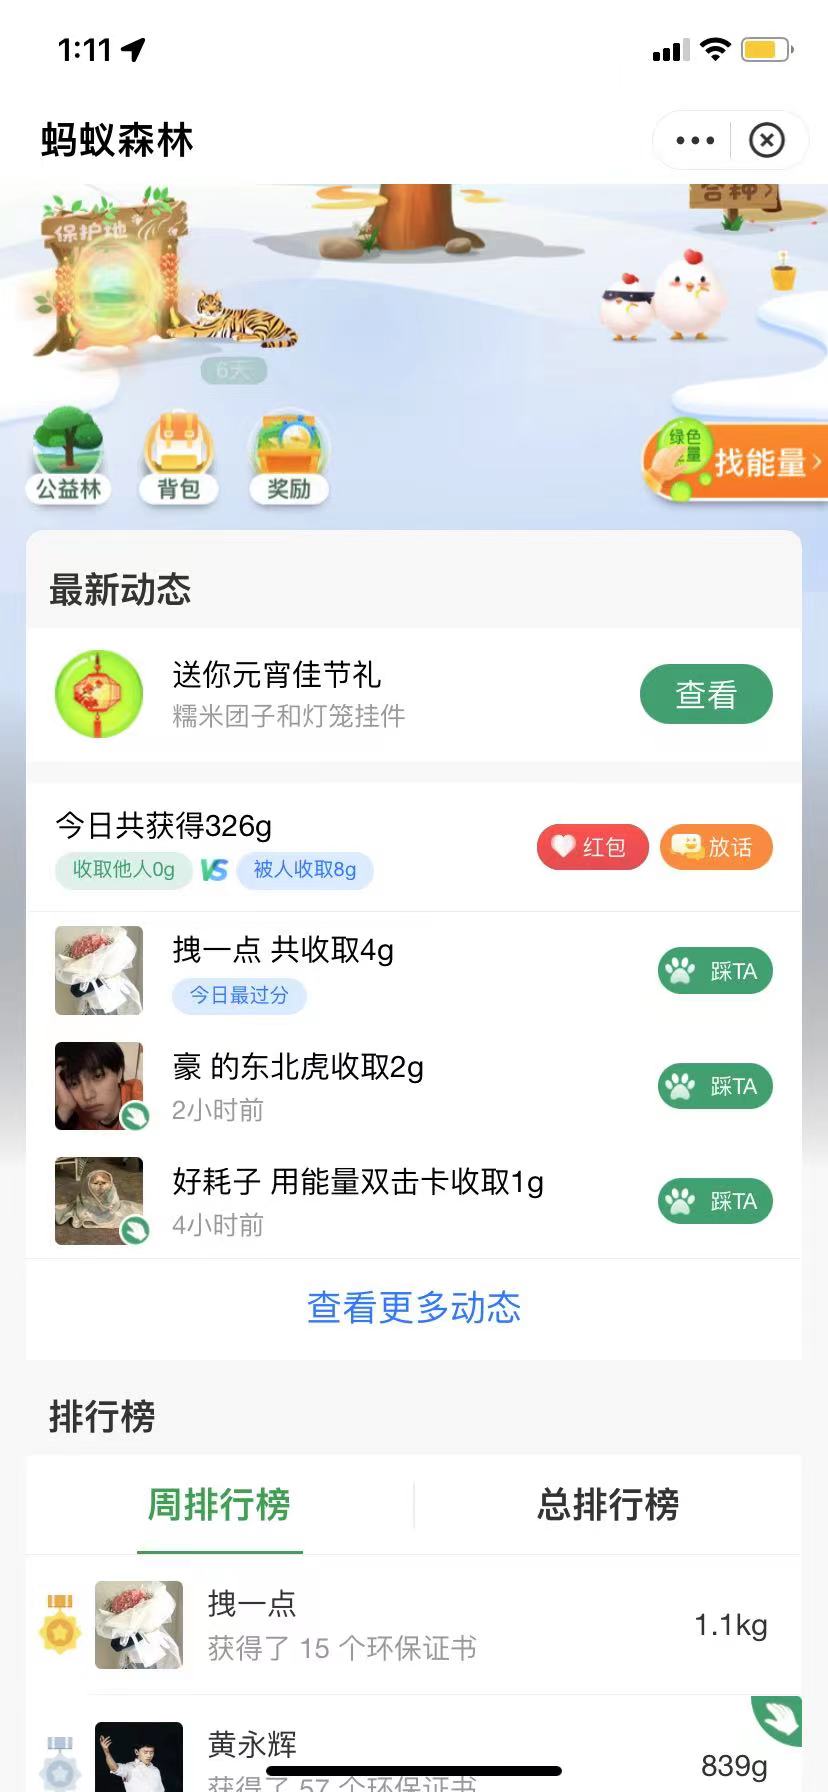 1:11
蚂蚁森林
合种
保护地
6天
绿色
量
找能量
公益林
背包
奖励
最新动态
送你元宵佳节礼
糯米团子和灯笼挂件
查看
今日共获得326g
收取他人0g VS 被人收取8g
红包
放话
拽一点 共收取4g
今日最过分
踩TA
豪 的东北虎收取2g
2小时前
踩TA
好耗子 用能量双击卡收取1g
4小时前
踩TA
查看更多动态
排行榜
周排行榜
总排行榜
拽一点
获得了 15 个环保证书
1.1kg
黄永辉
获得了 57 个环保证书
839g